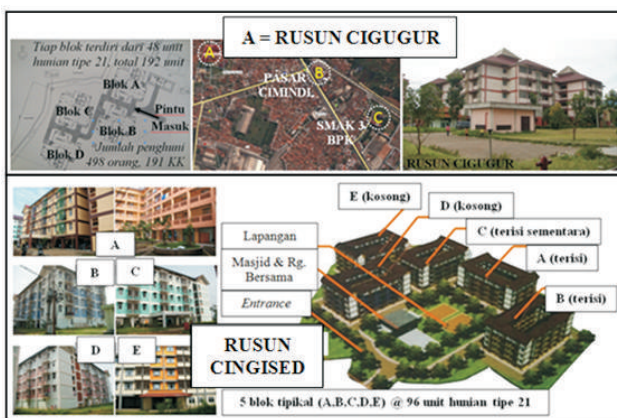 A = RUSUN CIGUGUR
Tiap blok terdiri dari 48 unit
hunian tipe 21, total 192 unit
Blok A
Blok C
Pintu
Masuk
Blok B
Blok D
Jumlah penghuni
498 orang, 191 KK
A
B
PASAR
CIMINDI
C
SMAK 3
BPK
RUSUN CIGUGUR
A
B
C
D
E
RUSUN
CINGISED
E (kosong)
D (kosong)
C (terisi sementara)
A (terisi)
B (terisi)
Lapangan
Masjid & Rg.
Bersama
Entrance
5 blok tipikal (A,B,C,D,E) @ 96 unit hunian tipe 21